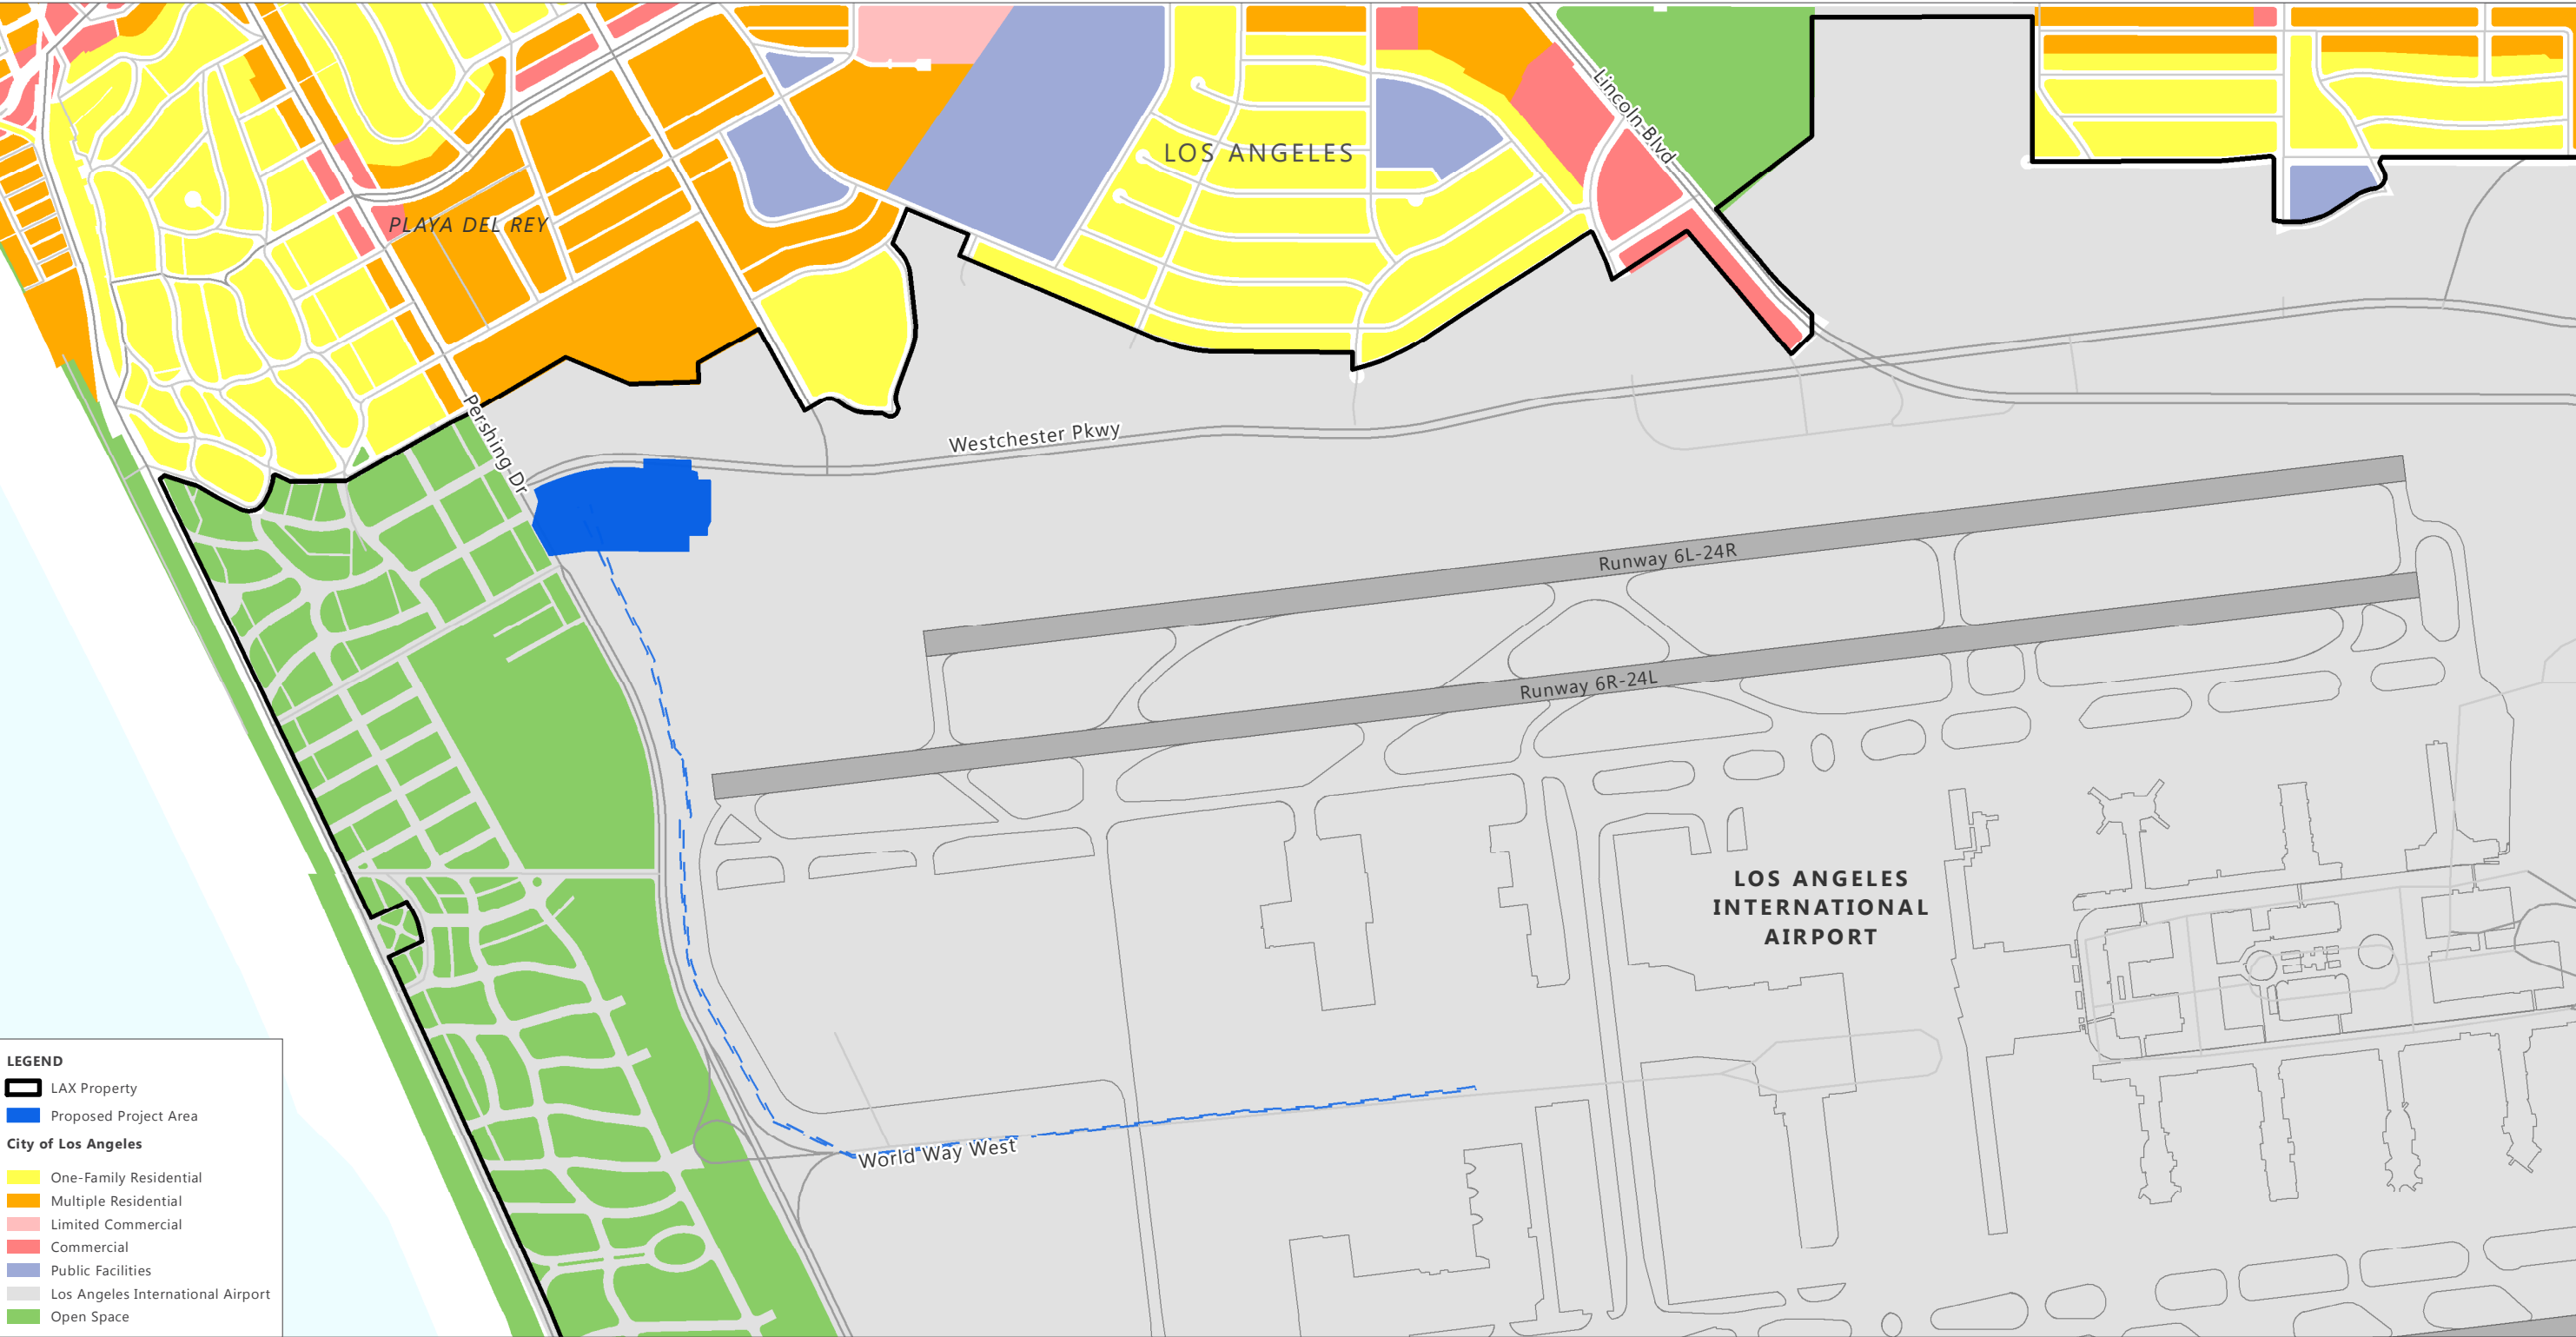 Lincoln Blvd
LOS ANGELES
PLAYA DEL REY
Pershing Dr
Westchester Pkwy
Runway 6L-24R
Runway 6R-24L
LOS ANGELES
INTERNATIONAL
AIRPORT
World Way West
LEGEND
LAX Property
Proposed Project Area
City of Los Angeles
One-Family Residential
Multiple Residential
Limited Commercial
Commercial
Public Facilities
Los Angeles International Airport
Open Space